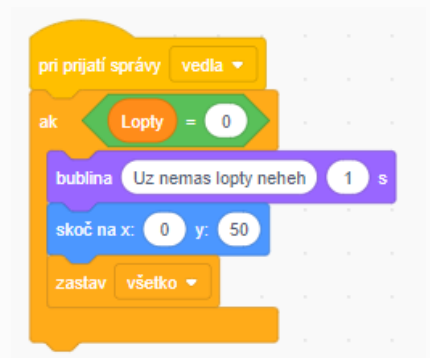 pri prijatí správy vedla
ak Lopty = 0
bublina Uz nemas lopty neheh 1 s
skoč na x: 0 y: 50
zastav všetko